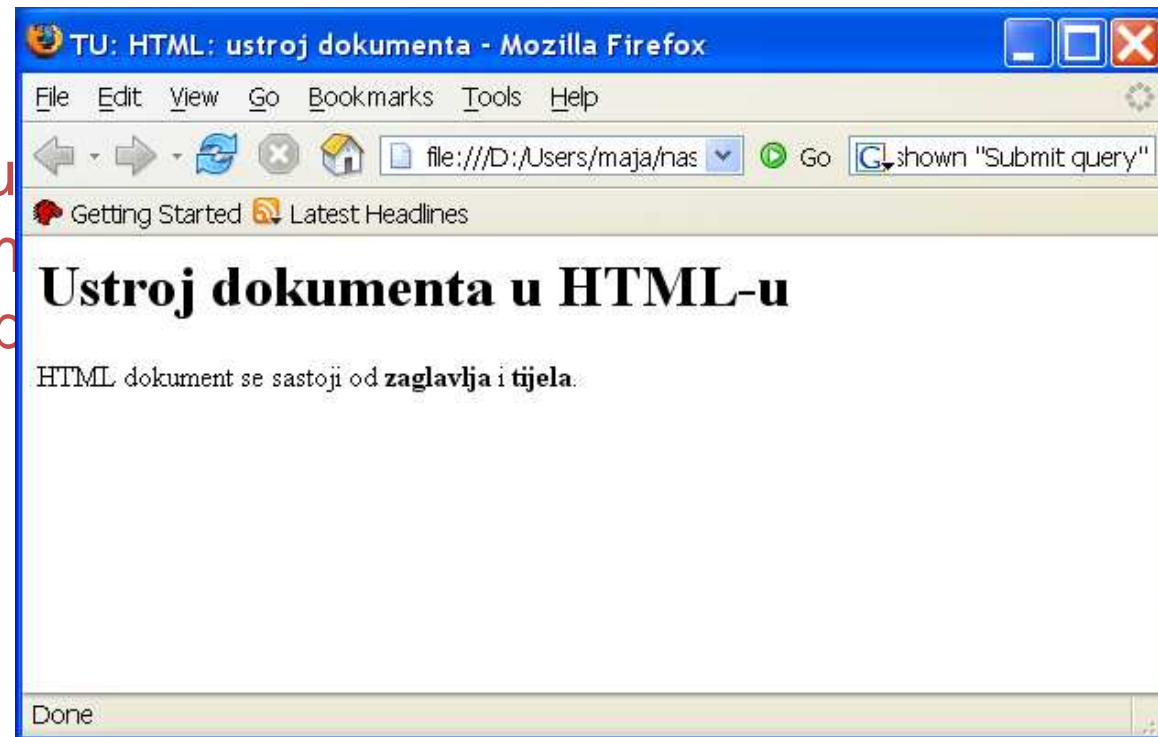 TU: HTML: ustroj dokumenta - Mozilla Firefox
File Edit View Go Bookmarks Tools Help
file:///D:/Users/maja/nas Go G shown "Submit query"
Getting Started Latest Headlines
Ustroj dokumenta u HTML-u
HTML dokument se sastoji od zaglavlja i tijela.
Done